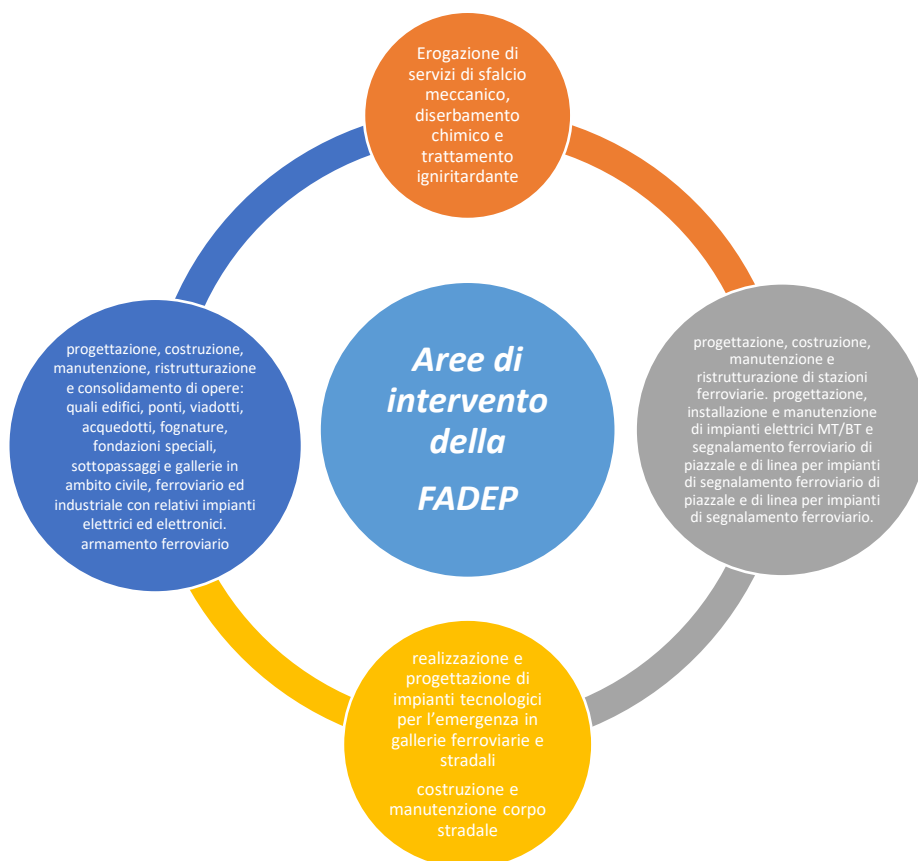 Erogazione di
servizi di sfalcio
meccanico,
diserbamento
chimico e
trattamento
igniritardante
progettazione, costruzione,
manutenzione, ristrutturazione
e consolidamento di opere:
quali edifici, ponti, viadotti,
acquedotti, fognature,
fondazioni speciali,
sottopassaggi e gallerie in
ambito civile, ferroviario ed
industriale con relativi impianti
elettrici ed elettronici.
armamento ferroviario
Aree di
intervento
della
FADEP
progettazione, costruzione,
manutenzione e
ristrutturazione di stazioni
ferroviarie. progettazione,
installazione e manutenzione
di impianti elettrici MT/BT e
segnalamento ferroviario di
piazzale e di linea per impianti
di segnalamento ferroviario di
piazzale e di linea per impianti
di segnalamento ferroviario.
realizzazione e
progettazione di
impianti tecnologici
per l’emergenza in
gallerie ferroviarie e
stradali
costruzione e
manutenzione corpo
stradale